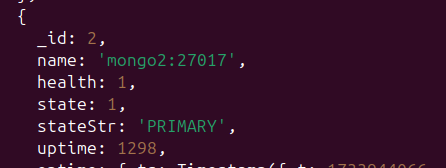 {
_id: 2,
name: 'mongo2:27017',
health: 1,
state: 1,
stateStr: 'PRIMARY',
uptime: 1298,